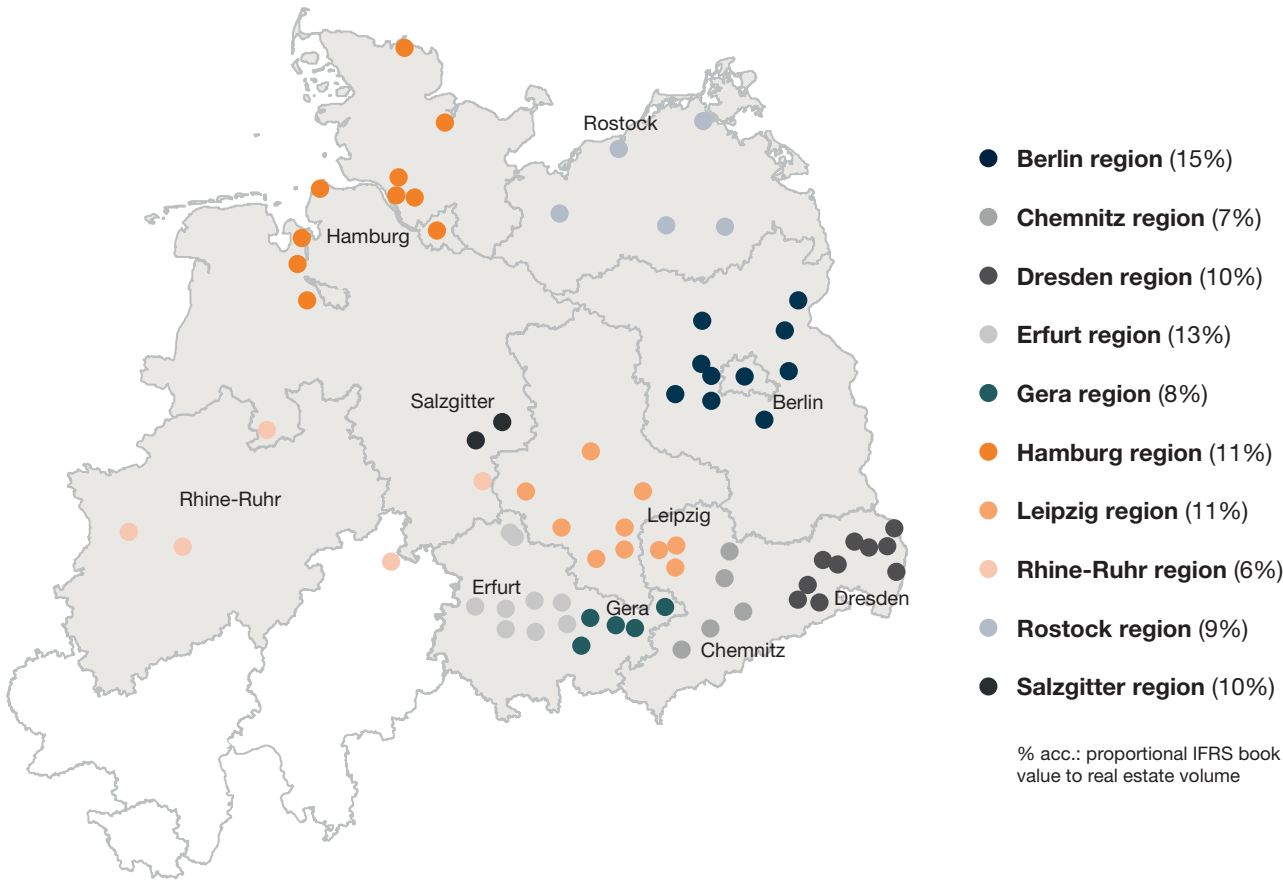 Rostock
Hamburg
Salzgitter
Berlin
Rhine-Ruhr
Leipzig
Erfurt
Gera
Dresden
Chemnitz
Berlin region (15%)
Chemnitz region (7%)
Dresden region (10%)
Erfurt region (13%)
Gera region (8%)
Hamburg region (11%)
Leipzig region (11%)
Rhine-Ruhr region (6%)
Rostock region (9%)
Salzgitter region (10%)
% acc.: proportional IFRS book
value to real estate volume